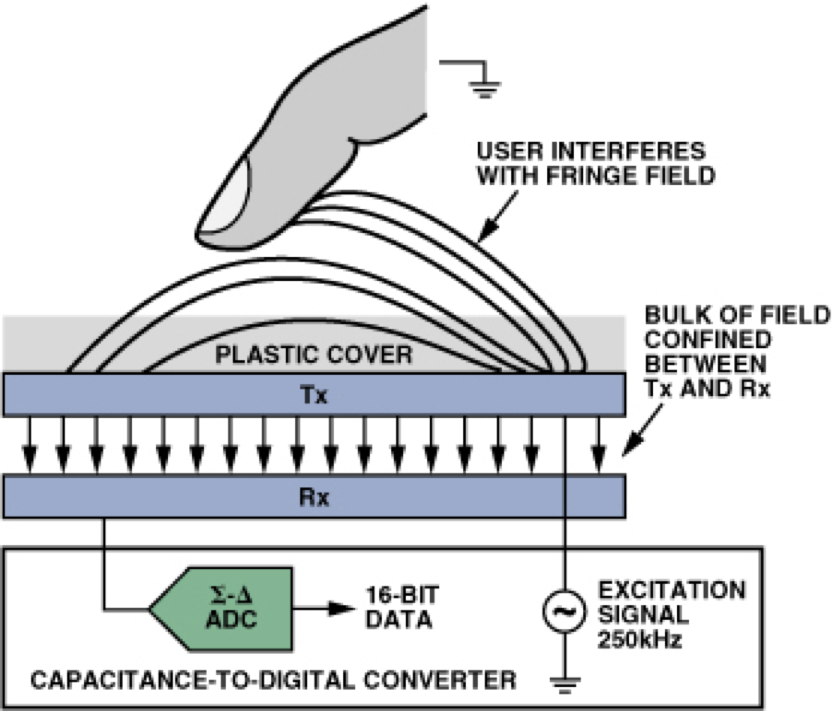 USER INTERFERES
WITH FRINGE FIELD
BULK OF FIELD
CONFINED
BETWEEN
Tx AND Rx
PLASTIC COVER
Tx
Rx
Σ-Δ
ADC
16-BIT
DATA
EXCITATION
SIGNAL
250kHz
CAPACITANCE-TO-DIGITAL CONVERTER